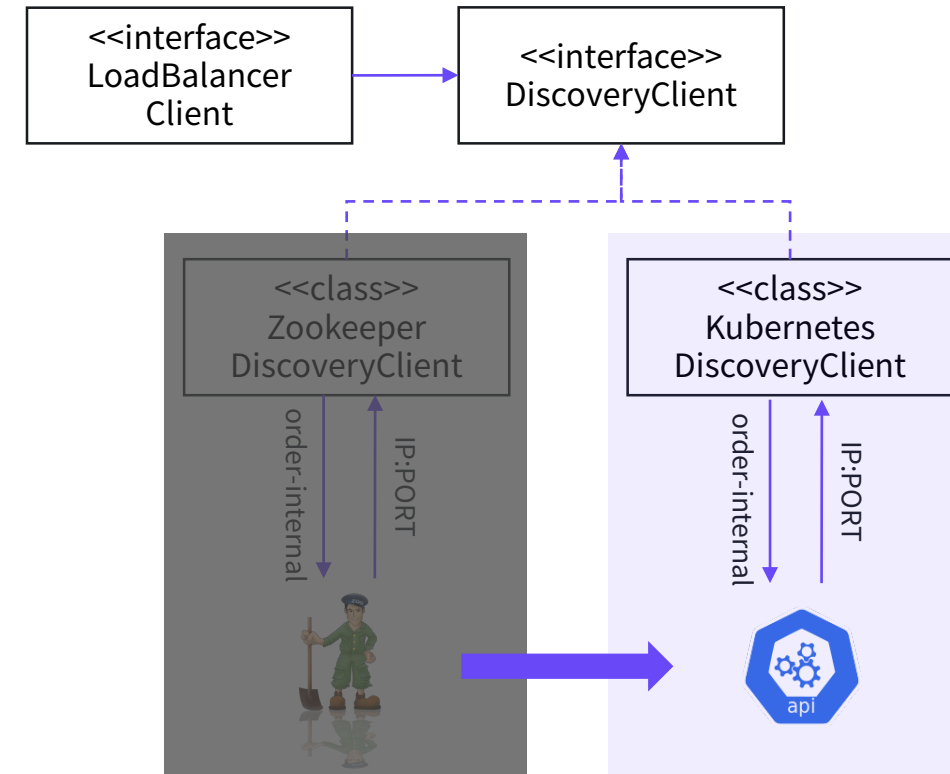 <<interface>>
LoadBalancer
Client
<<interface>>
DiscoveryClient
<<class>>
Zookeeper
DiscoveryClient
<<class>>
Kubernetes
DiscoveryClient
order-internal
IP:PORT
order-internal
IP:PORT
api